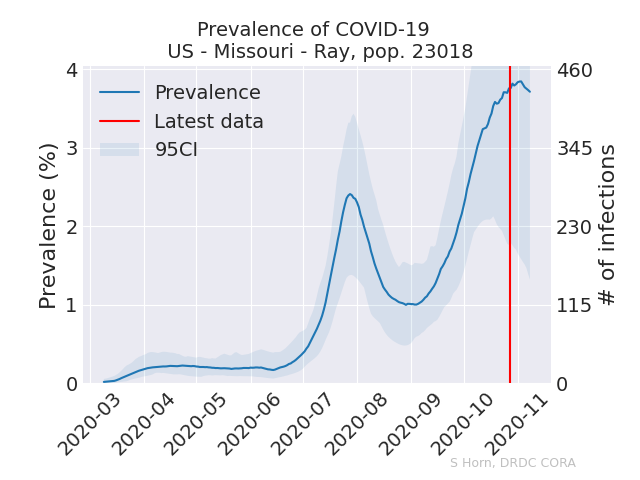 Prevalence of COVID-19
US - Missouri - Ray, pop. 23018
Prevalence
Latest data
95CI
Prevalence (%)
4
3
2
1
0
# of infections
460
345
230
115
0
2020-03
2020-04
2020-05
2020-06
2020-07
2020-08
2020-09
2020-10
2020-11
S Horn, DRDC CORA